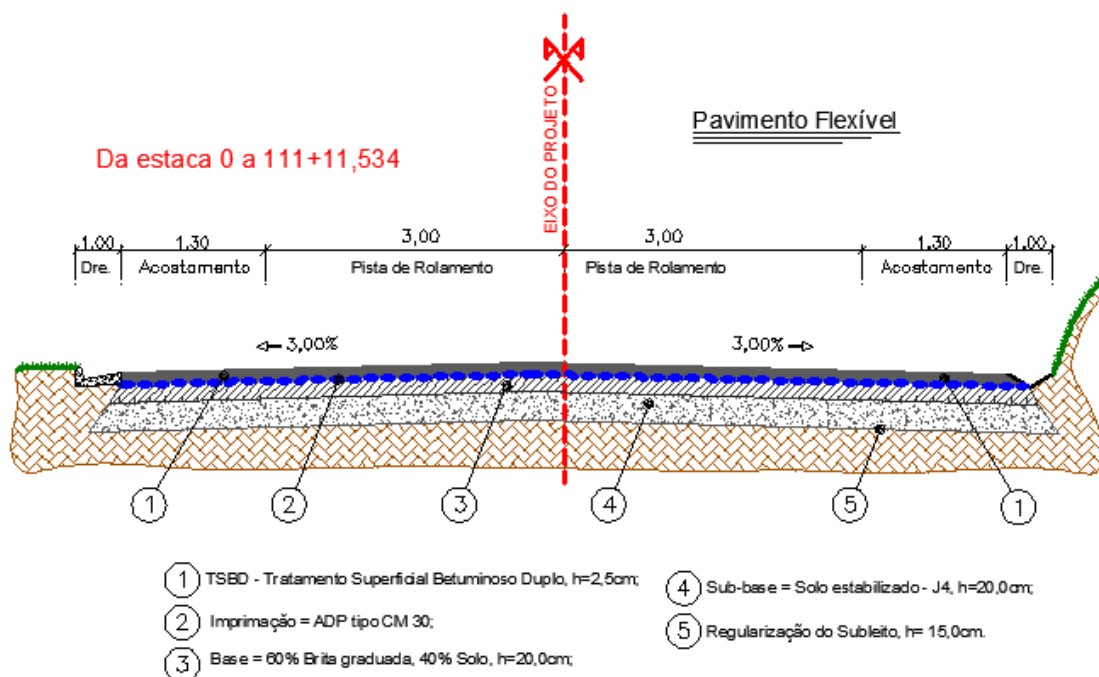 EIXO DO PROJETO
Pavimento Flexível
Da estaca 0 a 111+11,534
1.00 1.30 3,00 3,00 1.30 1,00
Dre. Acostamento Pista de Rolamento Pista de Rolamento Acostamento Dre.
3,00% 3,00%
1 2 3 4 5 1
1 TSBD - Tratamento Superficial Betuminoso Duplo, h=2,5cm;
2 Imprimação = ADP tipo CM 30;
3 Base = 60% Brita graduada, 40% Solo, h=20,0cm;
4 Sub-base = Solo estabilizado - J4, h=20,0cm;
5 Regularização do Subleito, h= 15,0cm.